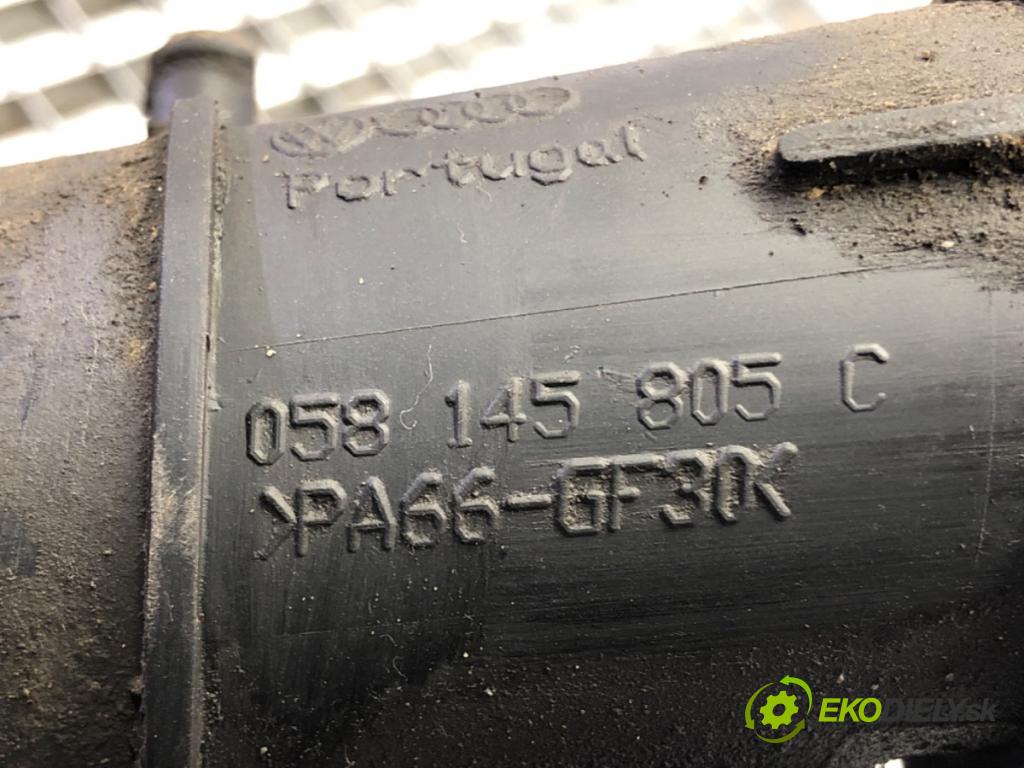 Portugal
058 145 805 C
>PA66-GF30<
EKODIELY.sk